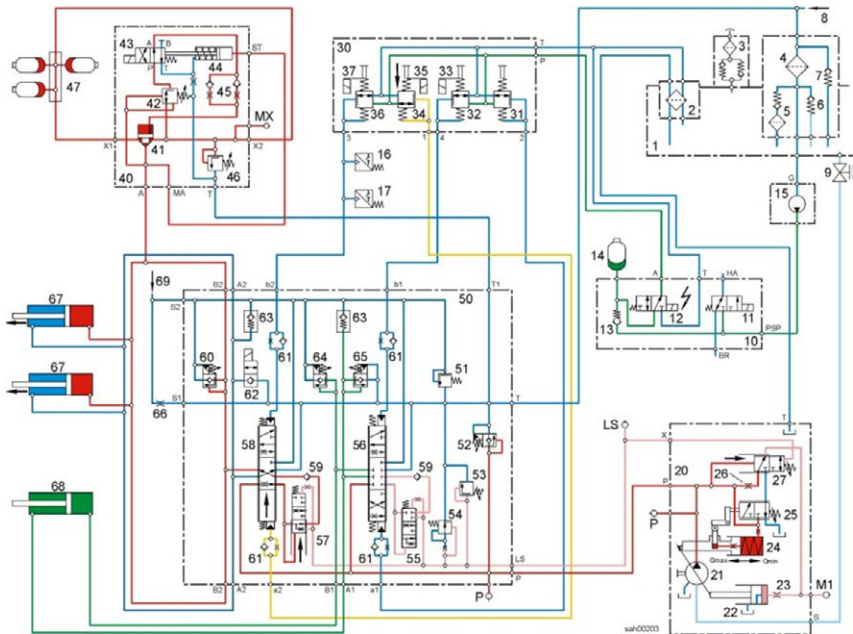 43
A
B
ST
P
T
44
47
42
45
MX
X1
41
X2
40
46
A
MA
T
30
T
P
37
35
33
36
34
32
31
3
1
4
2
16
17
8
3
4
7
2
5
6
1
9
G
15
14
A
T
HA
13
12
11
10
PSP
BR
69
B2
A2
b2
b1
T1
50
S2
67
63
63
60
61
64
65
61
51
62
67
66
S1
T
58
56
52
59
59
53
54
57
55
68
61
61
LS
P
B2
A2
a2
B1
A1
a1
P
LS
X
T
20
26
27
P
P
25
24
Qmax
Qmin
21
23
M1
22
sah00203
S